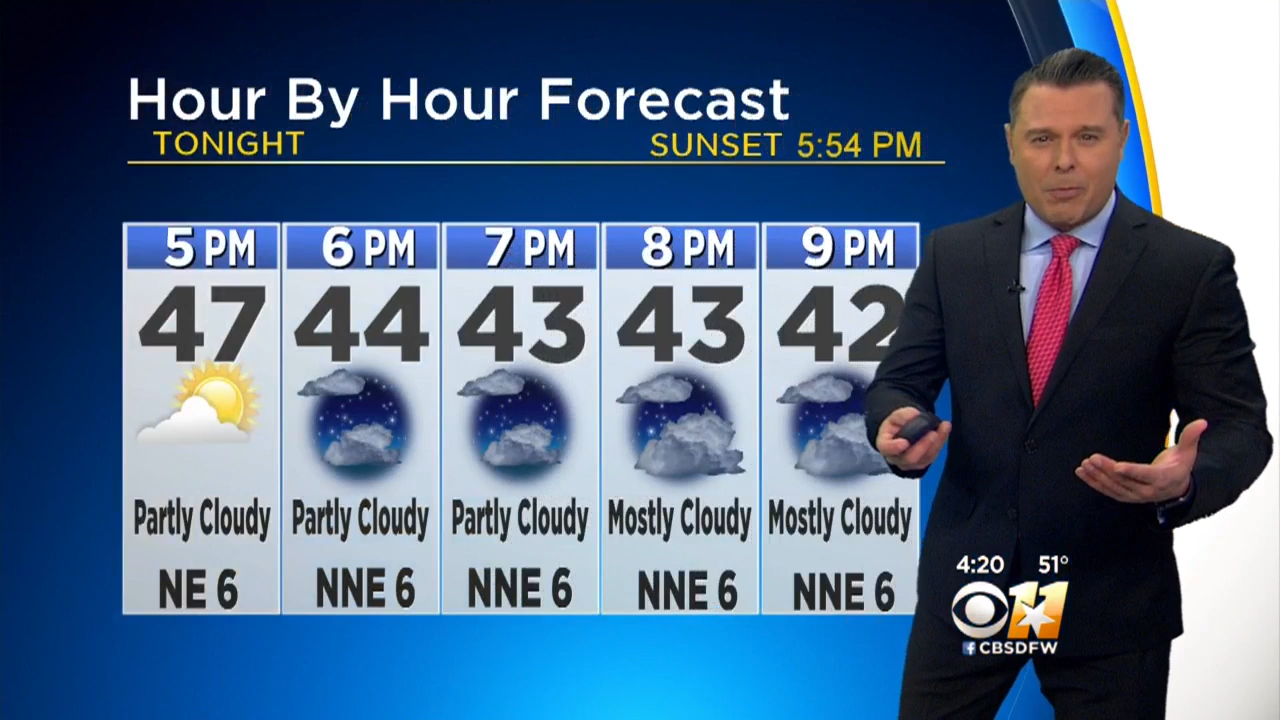 Hour By Hour Forecast
TONIGHT SUNSET 5:54 PM
5 PM 6 PM 7 PM 8 PM 9 PM
47 44 43 43 42
Partly Cloudy Partly Cloudy Partly Cloudy Mostly Cloudy Mostly Cloudy
NE 6 NNE 6 NNE 6 NNE 6 NNE 6
4:20 51°
11
f CBSDFW